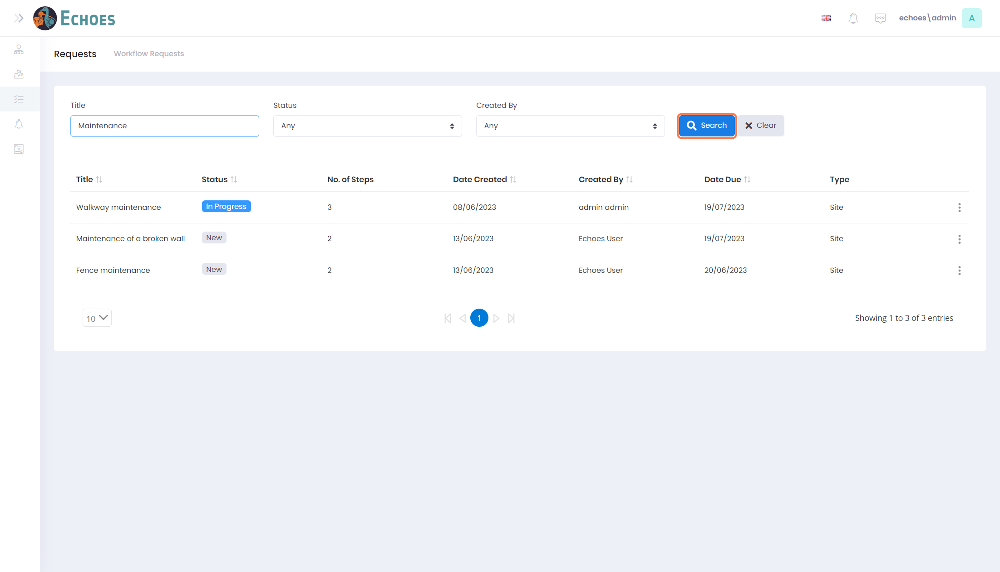 ECHOES
echoes\admin
A
Requests
Workflow Requests
Title
Status
Created By
Maintenance
Any
Any
Search
Clear
Title Status No. of Steps Date Created Created By Date Due Type
Walkway maintenance In Progress 3 08/06/2023 admin admin 19/07/2023 Site
Maintenance of a broken wall New 2 13/06/2023 Echoes User 19/07/2023 Site
Fence maintenance New 2 13/06/2023 Echoes User 20/06/2023 Site
10
1
Showing 1 to 3 of 3 entries